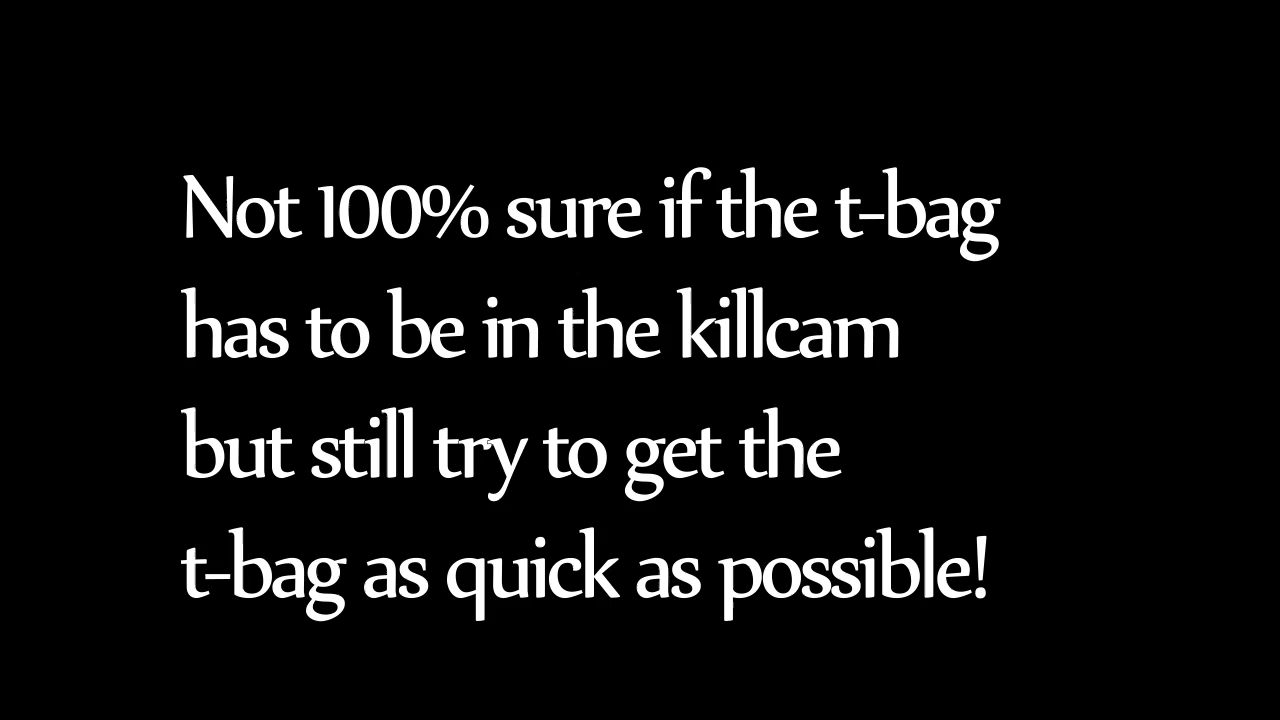 Not 100% sure if the t-bag
has to be in the killcam
but still try to get the
t-bag as quick as possible!